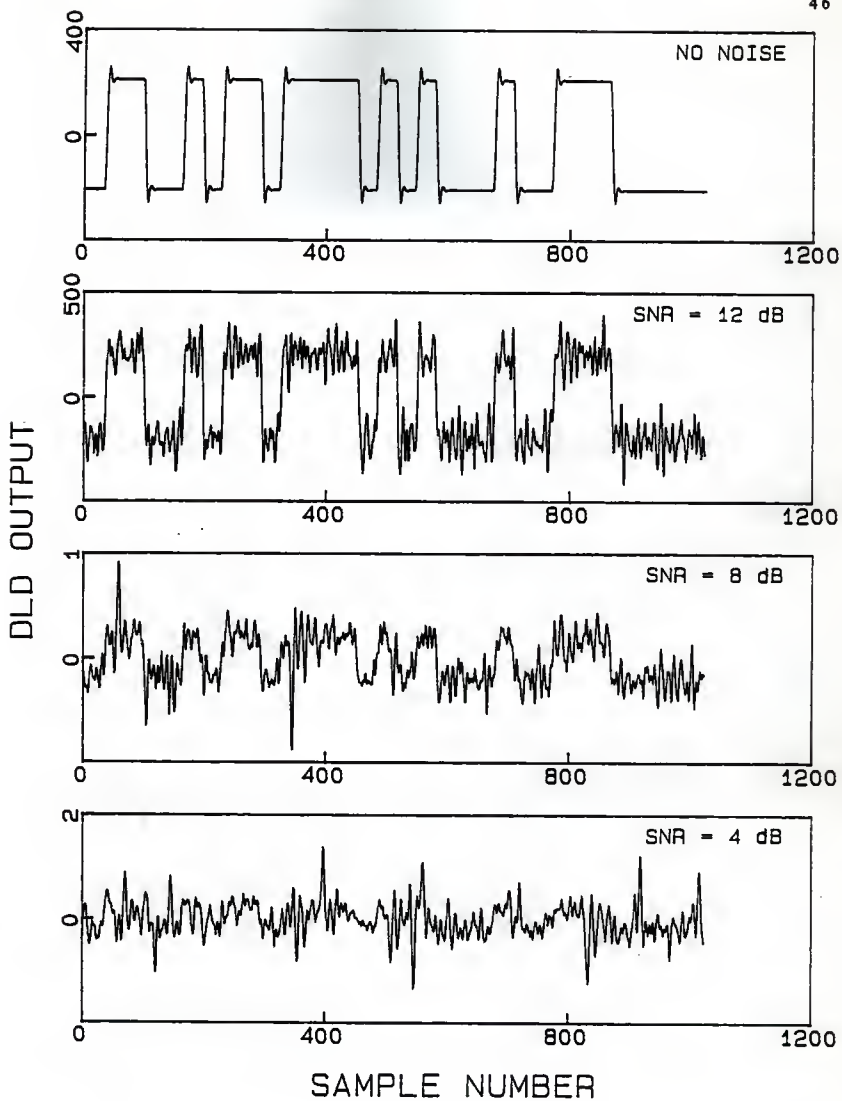 46
400
NO NOISE
0
0 400 800 1200
500
SNR = 12 dB
0
0 400 800 1200
DLD OUTPUT
1
SNR = 8 dB
0
0 400 800 1200
2
SNR = 4 dB
0
0 400 800 1200
SAMPLE NUMBER